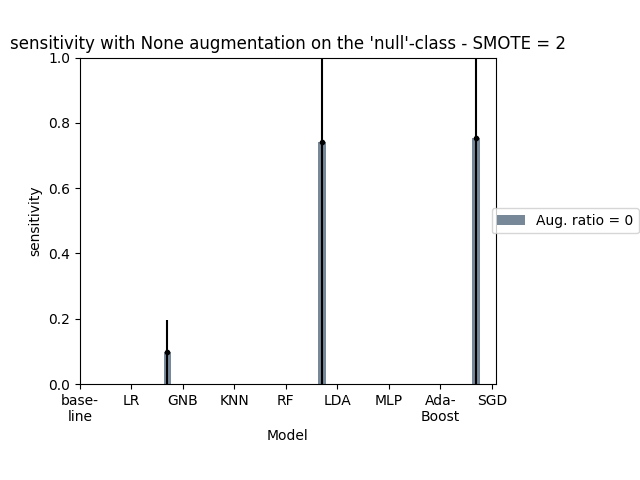 sensitivity with None augmentation on the 'null'-class - SMOTE = 2
1.0
0.8
0.6
0.4
0.2
0.0
sensitivity
Aug. ratio = 0
base-
line
LR
GNB
KNN
RF
LDA
MLP
Ada-
Boost
SGD
Model